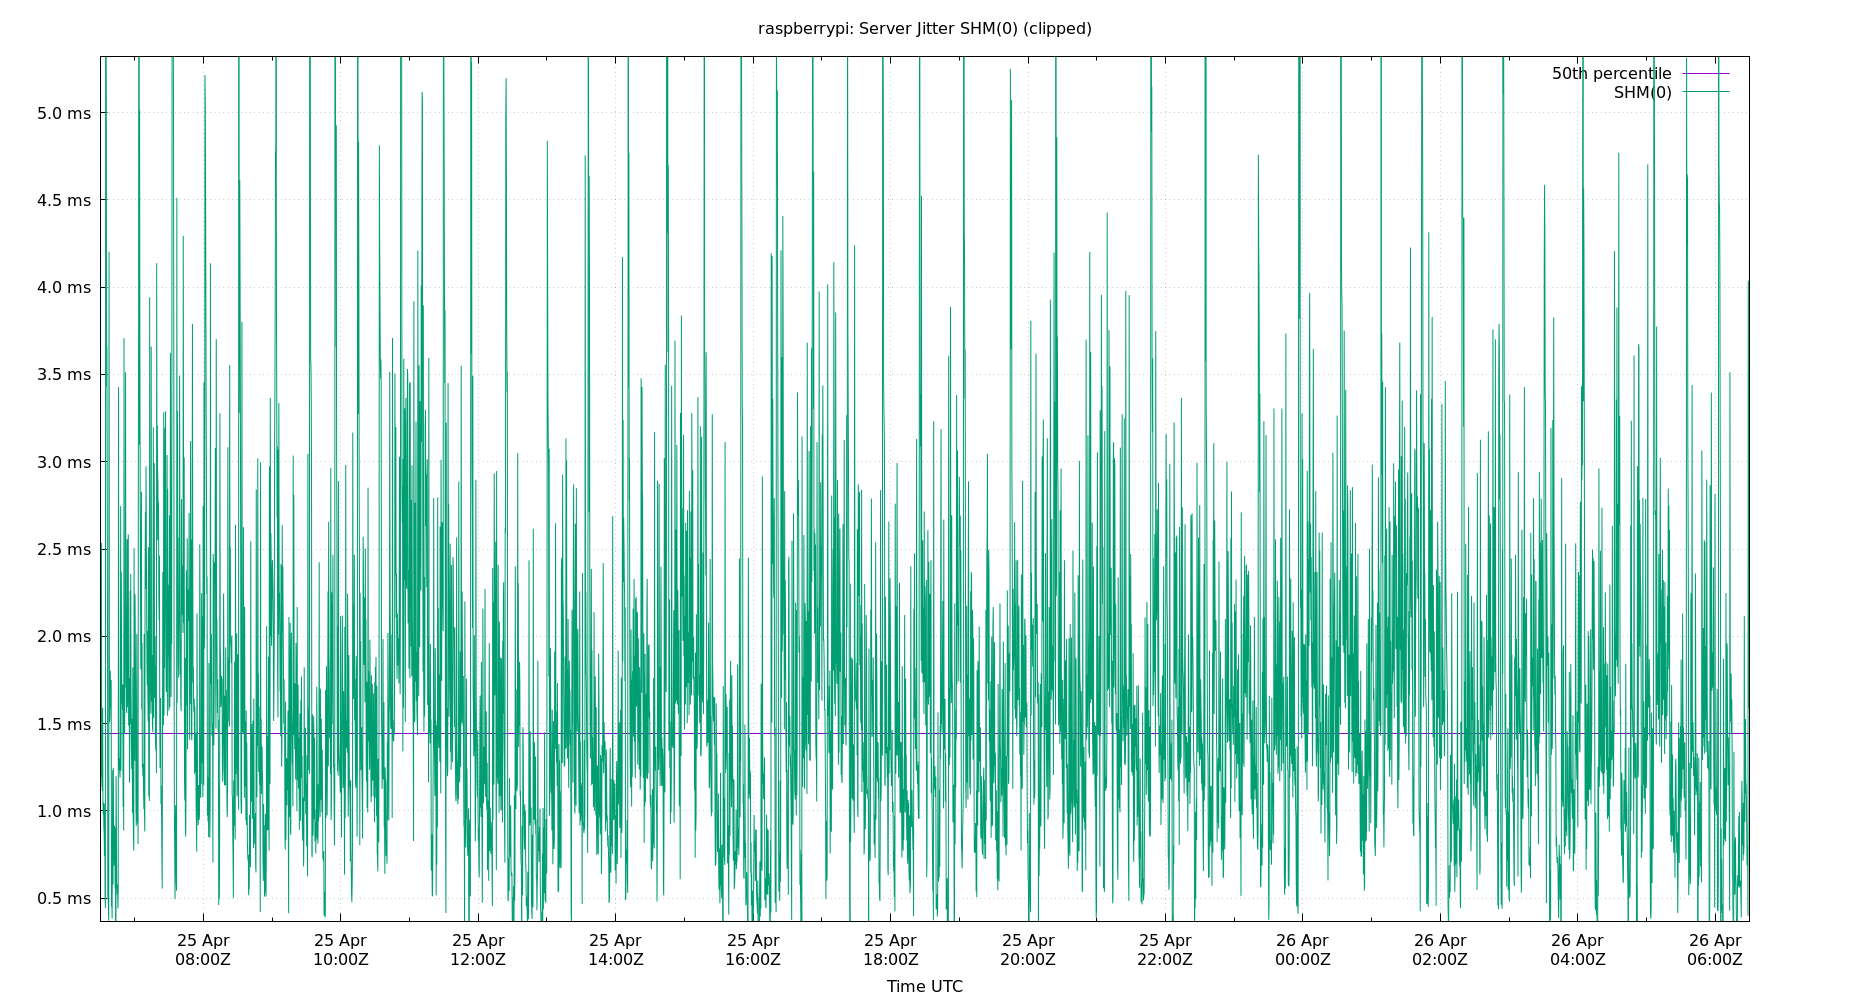 raspberrypi: Server Jitter SHM(0) (clipped)
50th percentile
SHM(0)
5.0 ms
4.5 ms
4.0 ms
3.5 ms
3.0 ms
2.5 ms
2.0 ms
1.5 ms
1.0 ms
0.5 ms
25 Apr 25 Apr 25 Apr 25 Apr 25 Apr 25 Apr 25 Apr 25 Apr 26 Apr 26 Apr 26 Apr 26 Apr
08:00Z 10:00Z 12:00Z 14:00Z 16:00Z 18:00Z 20:00Z 22:00Z 00:00Z 02:00Z 04:00Z 06:00Z
Time UTC